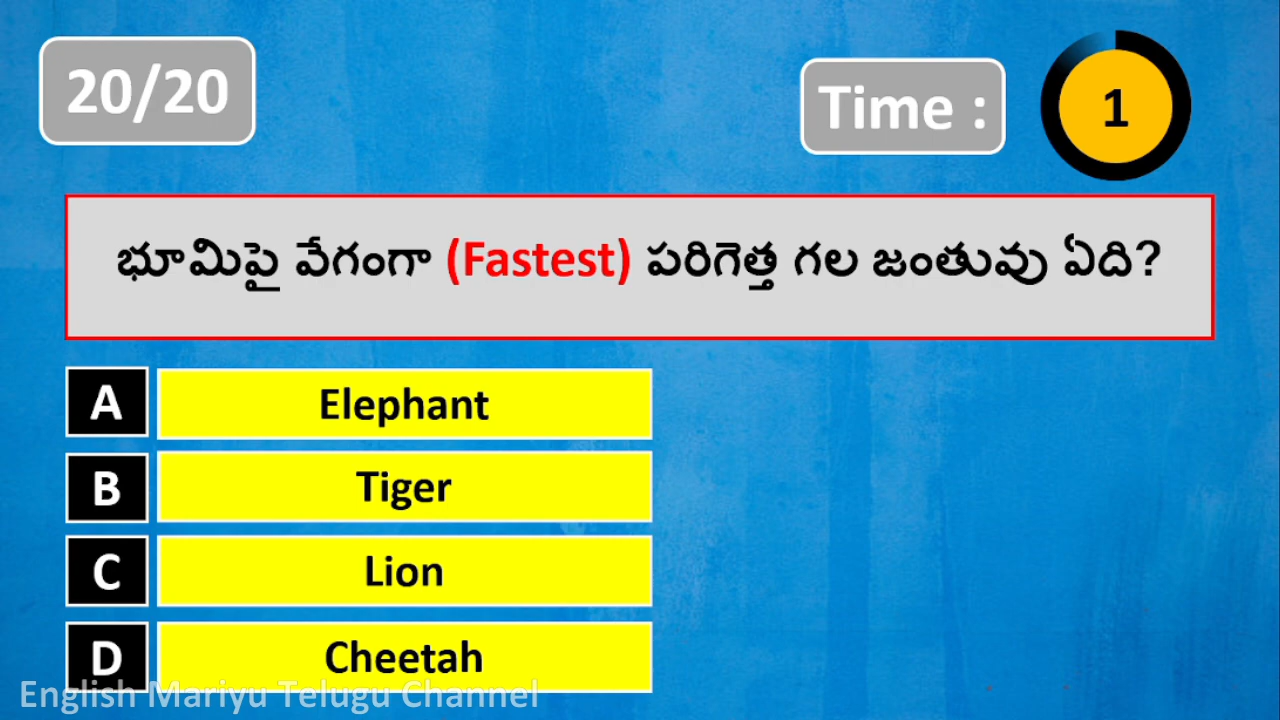 20/20
Time :
1
భూమిపై వేగంగా (Fastest) పరిగెత్త గల జంతువు ఏది?
A Elephant
B Tiger
C Lion
D Cheetah
English Mariyu Telugu Channel